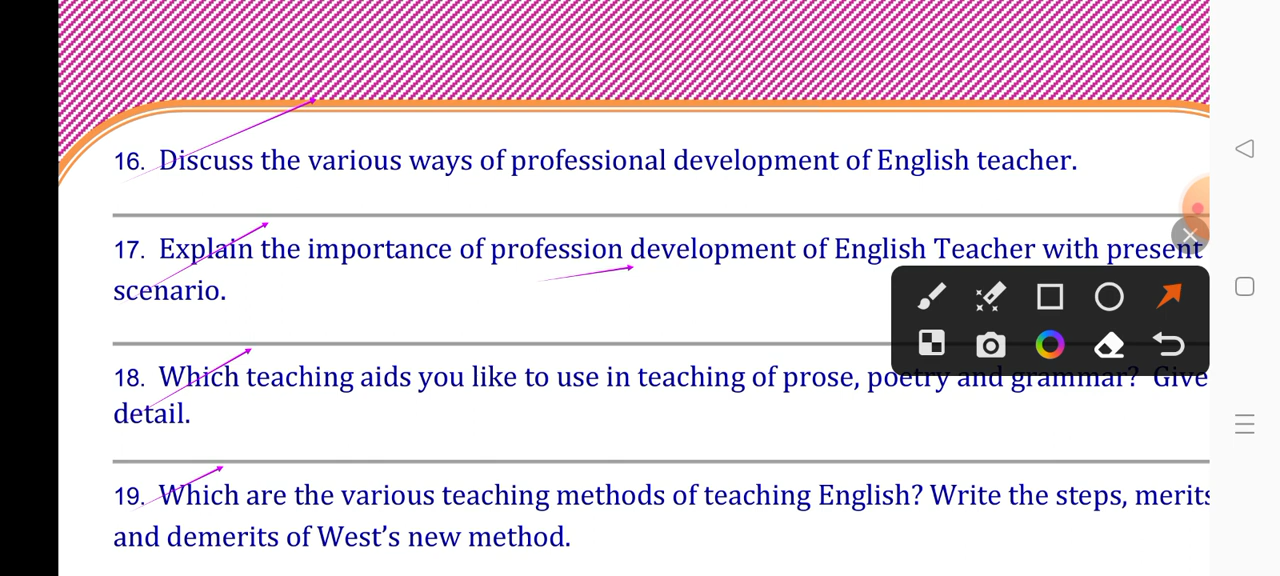 16. Discuss the various ways of professional development of English teacher.
17. Explain the importance of profession development of English Teacher with present
scenario.
18. Which teaching aids you like to use in teaching of prose, poetry and grammar? Give
detail.
19. Which are the various teaching methods of teaching English? Write the steps, merits
and demerits of West's new method.